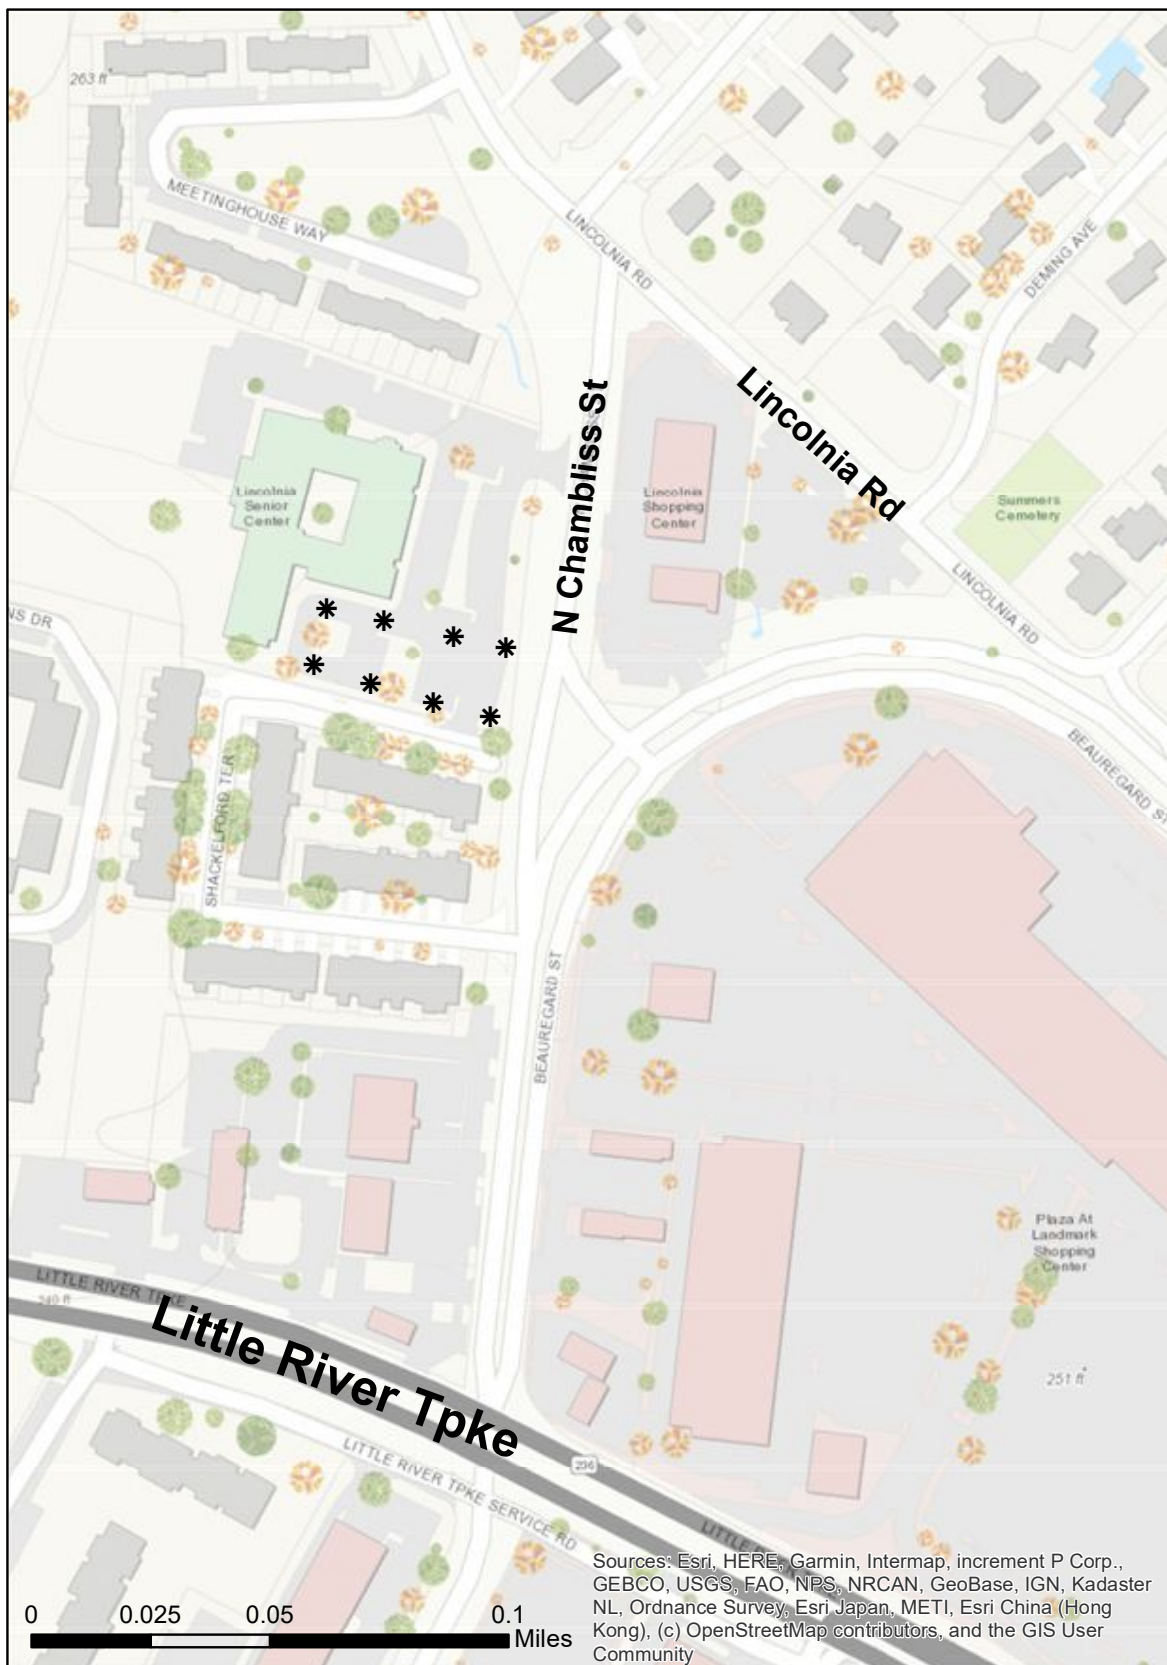 263 ft
MEETINGHOUSE WAY
LINCOLNIA RD
DEMING AVE
N Chambliss St
Lincolnia Rd
Lincolnia
Senior
Center
Lincolnia
Shopping
Center
Summers
Cemetery
LINCOLNIA RD
NS DR
SHACKELFORD TER
BEAUREGARD ST
BEAUREGARD ST
Plaza At
Landmark
Shopping
Center
LITTLE RIVER TPKE
240 ft
Little River Tpke
251 ft
236
LITTLE RIVER TPKE SERVICE RD
Sources: Esri, HERE, Garmin, Intermap, increment P Corp.,
GEBCO, USGS, FAO, NPS, NRCAN, GeoBase, IGN, Kadaster
NL, Ordnance Survey, Esri Japan, METI, Esri China (Hong
Kong), (c) OpenStreetMap contributors, and the GIS User
Community
0 0.025 0.05 0.1
Miles